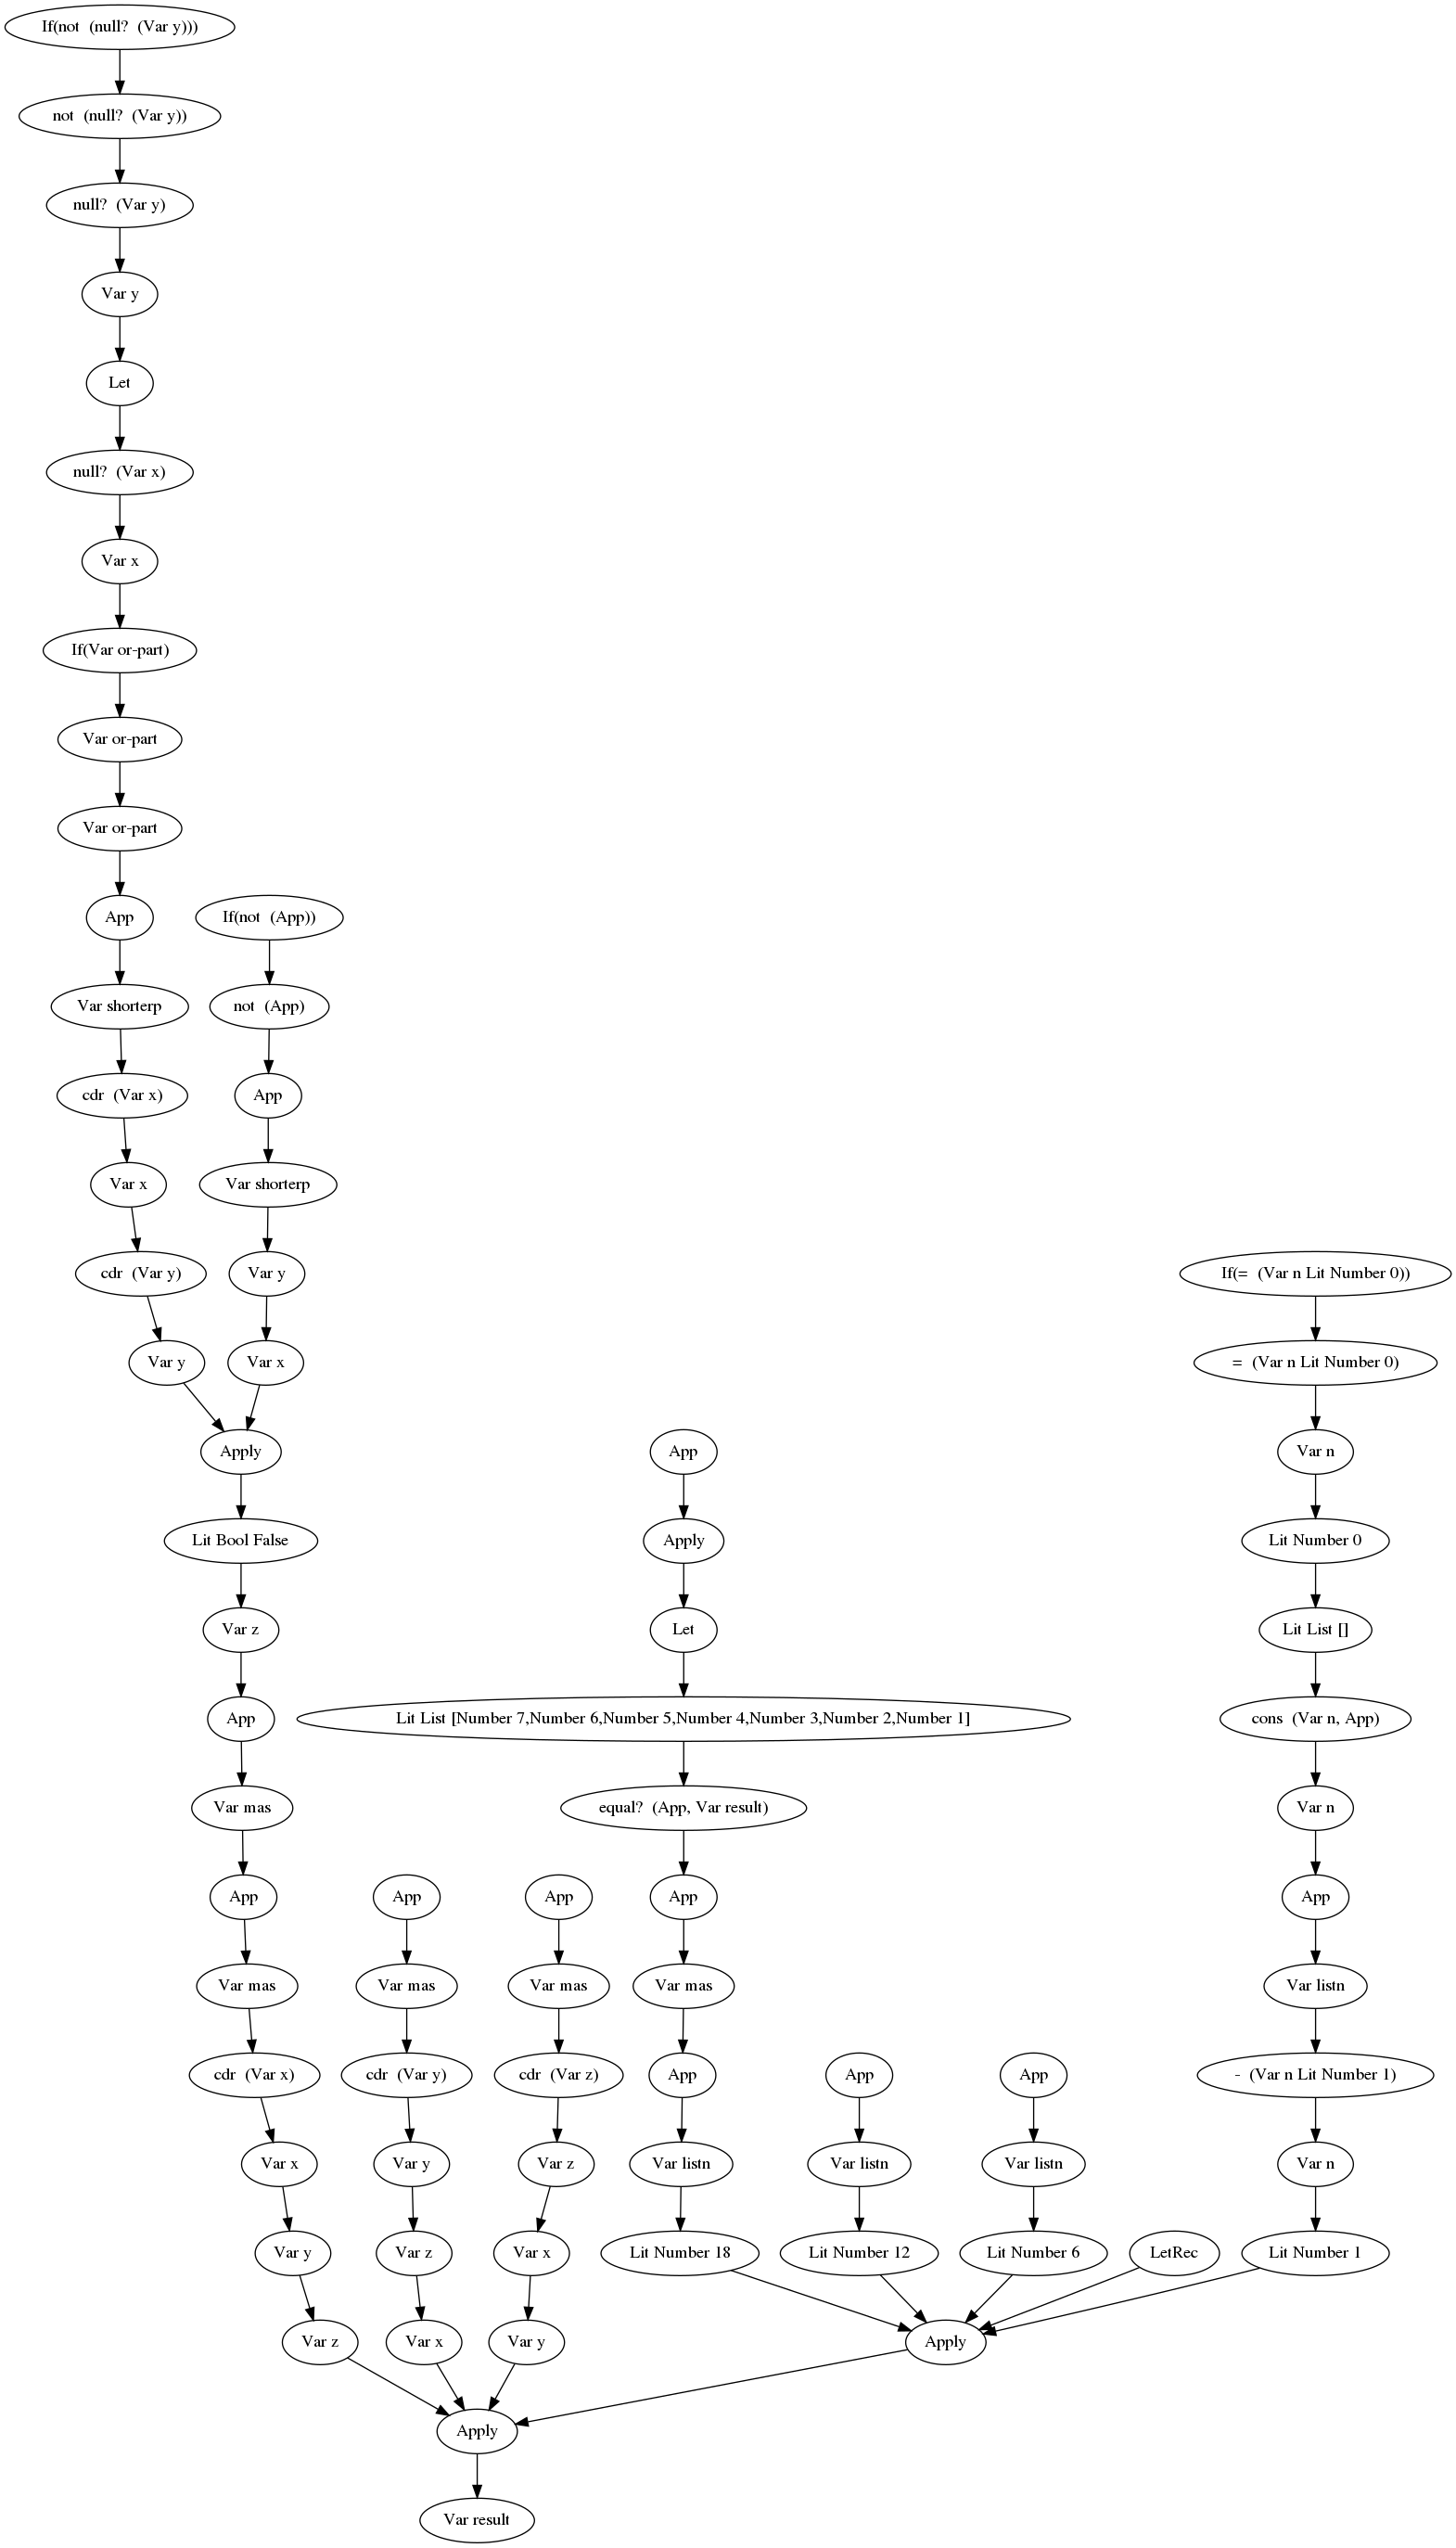 If(not (null? (Var y)))
not (null? (Var y))
null? (Var y)
Var y
Let
null? (Var x)
Var x
If(Var or-part)
Var or-part
Var or-part
App
If(not (App))
Var shorterp
not (App)
cdr (Var x)
App
Var x
Var shorterp
cdr (Var y)
Var y
If(= (Var n Lit Number 0))
Var y
Var x
= (Var n Lit Number 0)
Apply
App
Var n
Lit Bool False
Apply
Lit Number 0
Var z
Let
Lit List []
App
Lit List [Number 7,Number 6,Number 5,Number 4,Number 3,Number 2,Number 1]
cons (Var n, App)
Var mas
equal? (App, Var result)
Var n
App
App
App
App
App
Var mas
Var mas
Var mas
Var mas
Var listn
cdr (Var x)
cdr (Var y)
cdr (Var z)
App
App
App
- (Var n Lit Number 1)
Var x
Var y
Var z
Var listn
Var listn
Var listn
Var n
Var y
Var z
Var x
Lit Number 18
Lit Number 12
Lit Number 6
LetRec
Lit Number 1
Var z
Var x
Var y
Apply
Apply
Var result